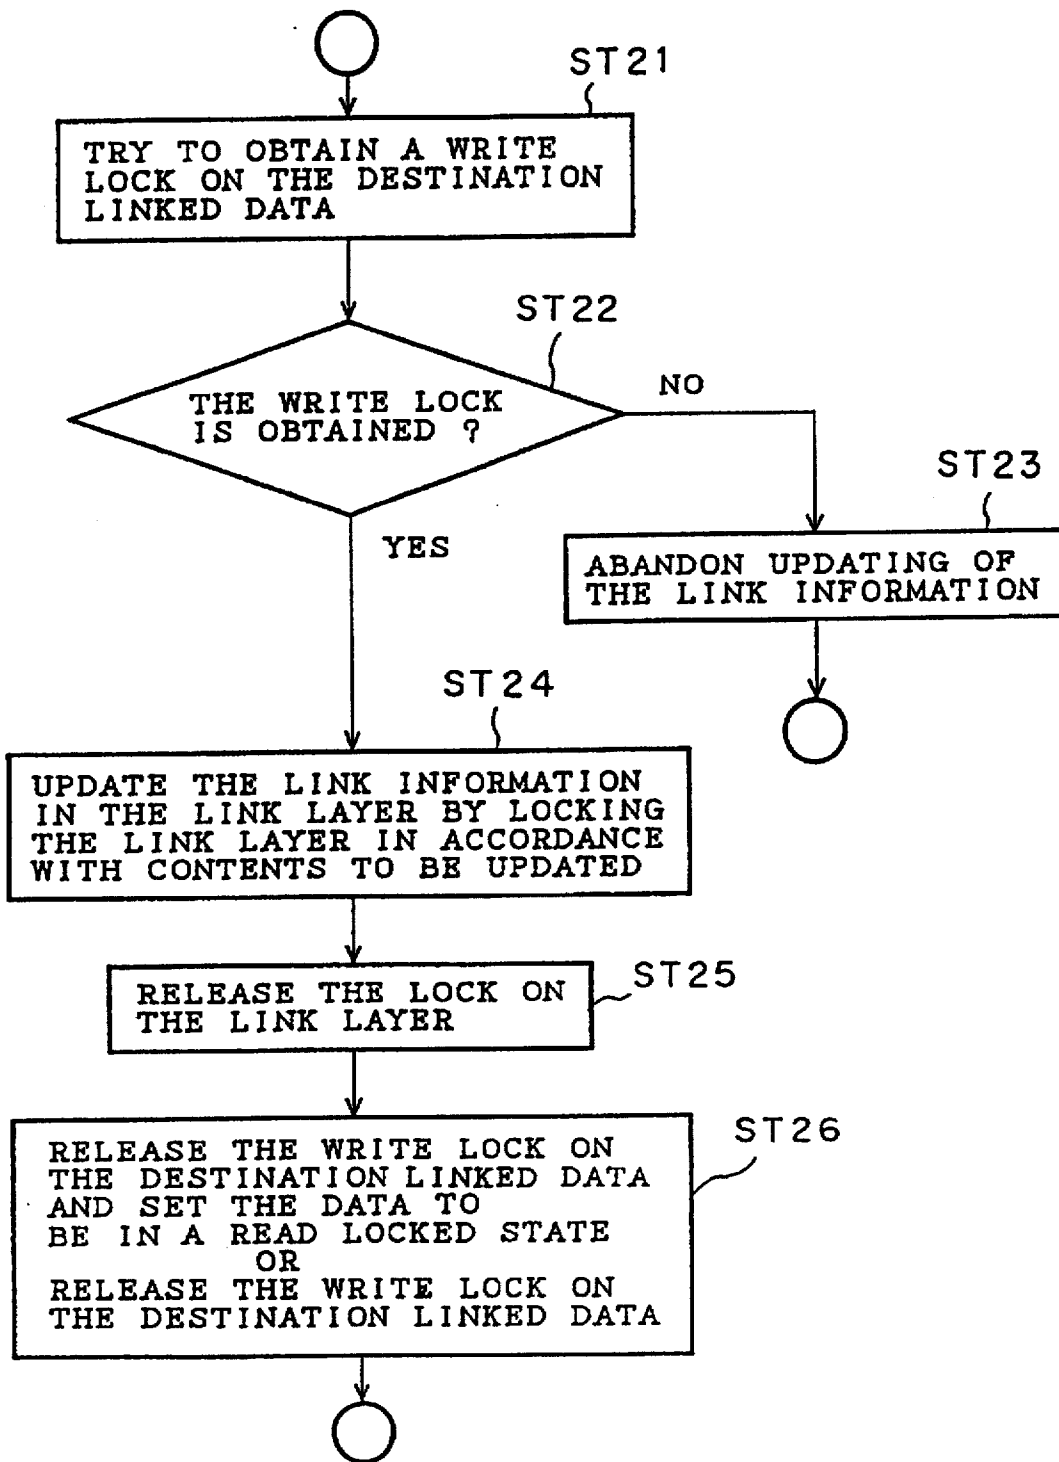 ST21
TRY TO OBTAIN A WRITE
LOCK ON THE DESTINATION
LINKED DATA
ST22
THE WRITE LOCK
IS OBTAINED ?
NO
YES
ST23
ABANDON UPDATING OF
THE LINK INFORMATION
ST24
UPDATE THE LINK INFORMATION
IN THE LINK LAYER BY LOCKING
THE LINK LAYER IN ACCORDANCE
WITH CONTENTS TO BE UPDATED
ST25
RELEASE THE LOCK ON
THE LINK LAYER
ST26
RELEASE THE WRITE LOCK ON
THE DESTINATION LINKED DATA
AND SET THE DATA TO
BE IN A READ LOCKED STATE
OR
RELEASE THE WRITE LOCK ON
THE DESTINATION LINKED DATA